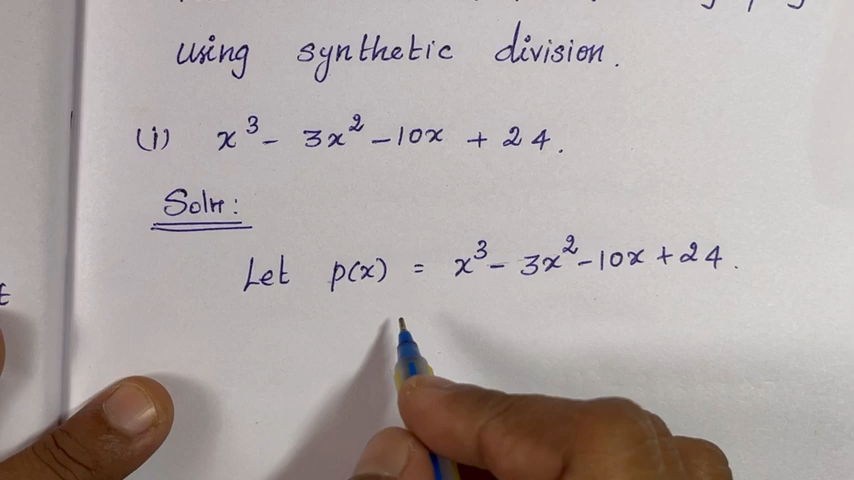 using synthetic division.
(i) x³ - 3x² - 10x + 24.
Soln:
Let p(x) = x³ - 3x² - 10x + 24.